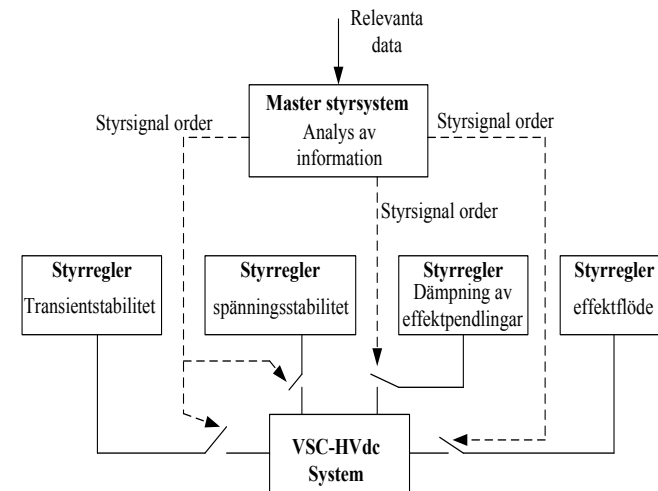 Relevanta
data
Master styrsystem
Analys av
information
Styrsignal order
Styrsignal order
Styrsignal order
Styrregler
Transientstabilitet
Styrregler
spänningsstabilitet
Styrregler
Dämpning av
effektpendlingar
Styrregler
effektflöde
VSC-HVdc
System